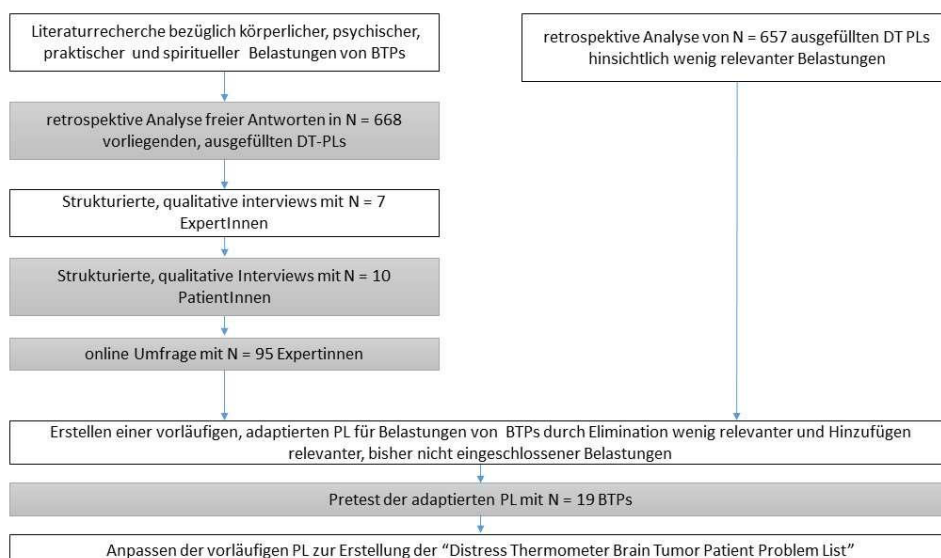 Literaturrecherche bezüglich körperlicher, psychischer,
praktischer und spiritueller Belastungen von BTPs
retrospektive Analyse von N = 657 ausgefüllten DT PLs
hinsichtlich wenig relevanter Belastungen
retrospektive Analyse freier Antworten in N = 668
vorliegenden, ausgefüllten DT-PLs
Strukturierte, qualitative interviews mit N = 7
ExpertInnen
Strukturierte, qualitative Interviews mit N = 10
PatientInnen
online Umfrage mit N = 95 Expertinnen
Erstellen einer vorläufigen, adaptierten PL für Belastungen von BTPs durch Elimination wenig relevanter und Hinzufügen
relevanter, bisher nicht eingeschlossener Belastungen
Pretest der adaptierten PL mit N = 19 BTPs
Anpassen der vorläufigen PL zur Erstellung der “Distress Thermometer Brain Tumor Patient Problem List”